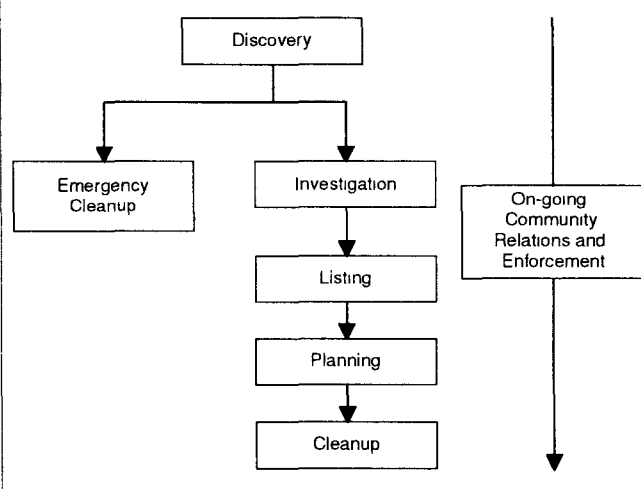 Discovery
Emergency
Cleanup
Investigation
On-going
Community
Relations and
Enforcement
Listing
Planning
Cleanup